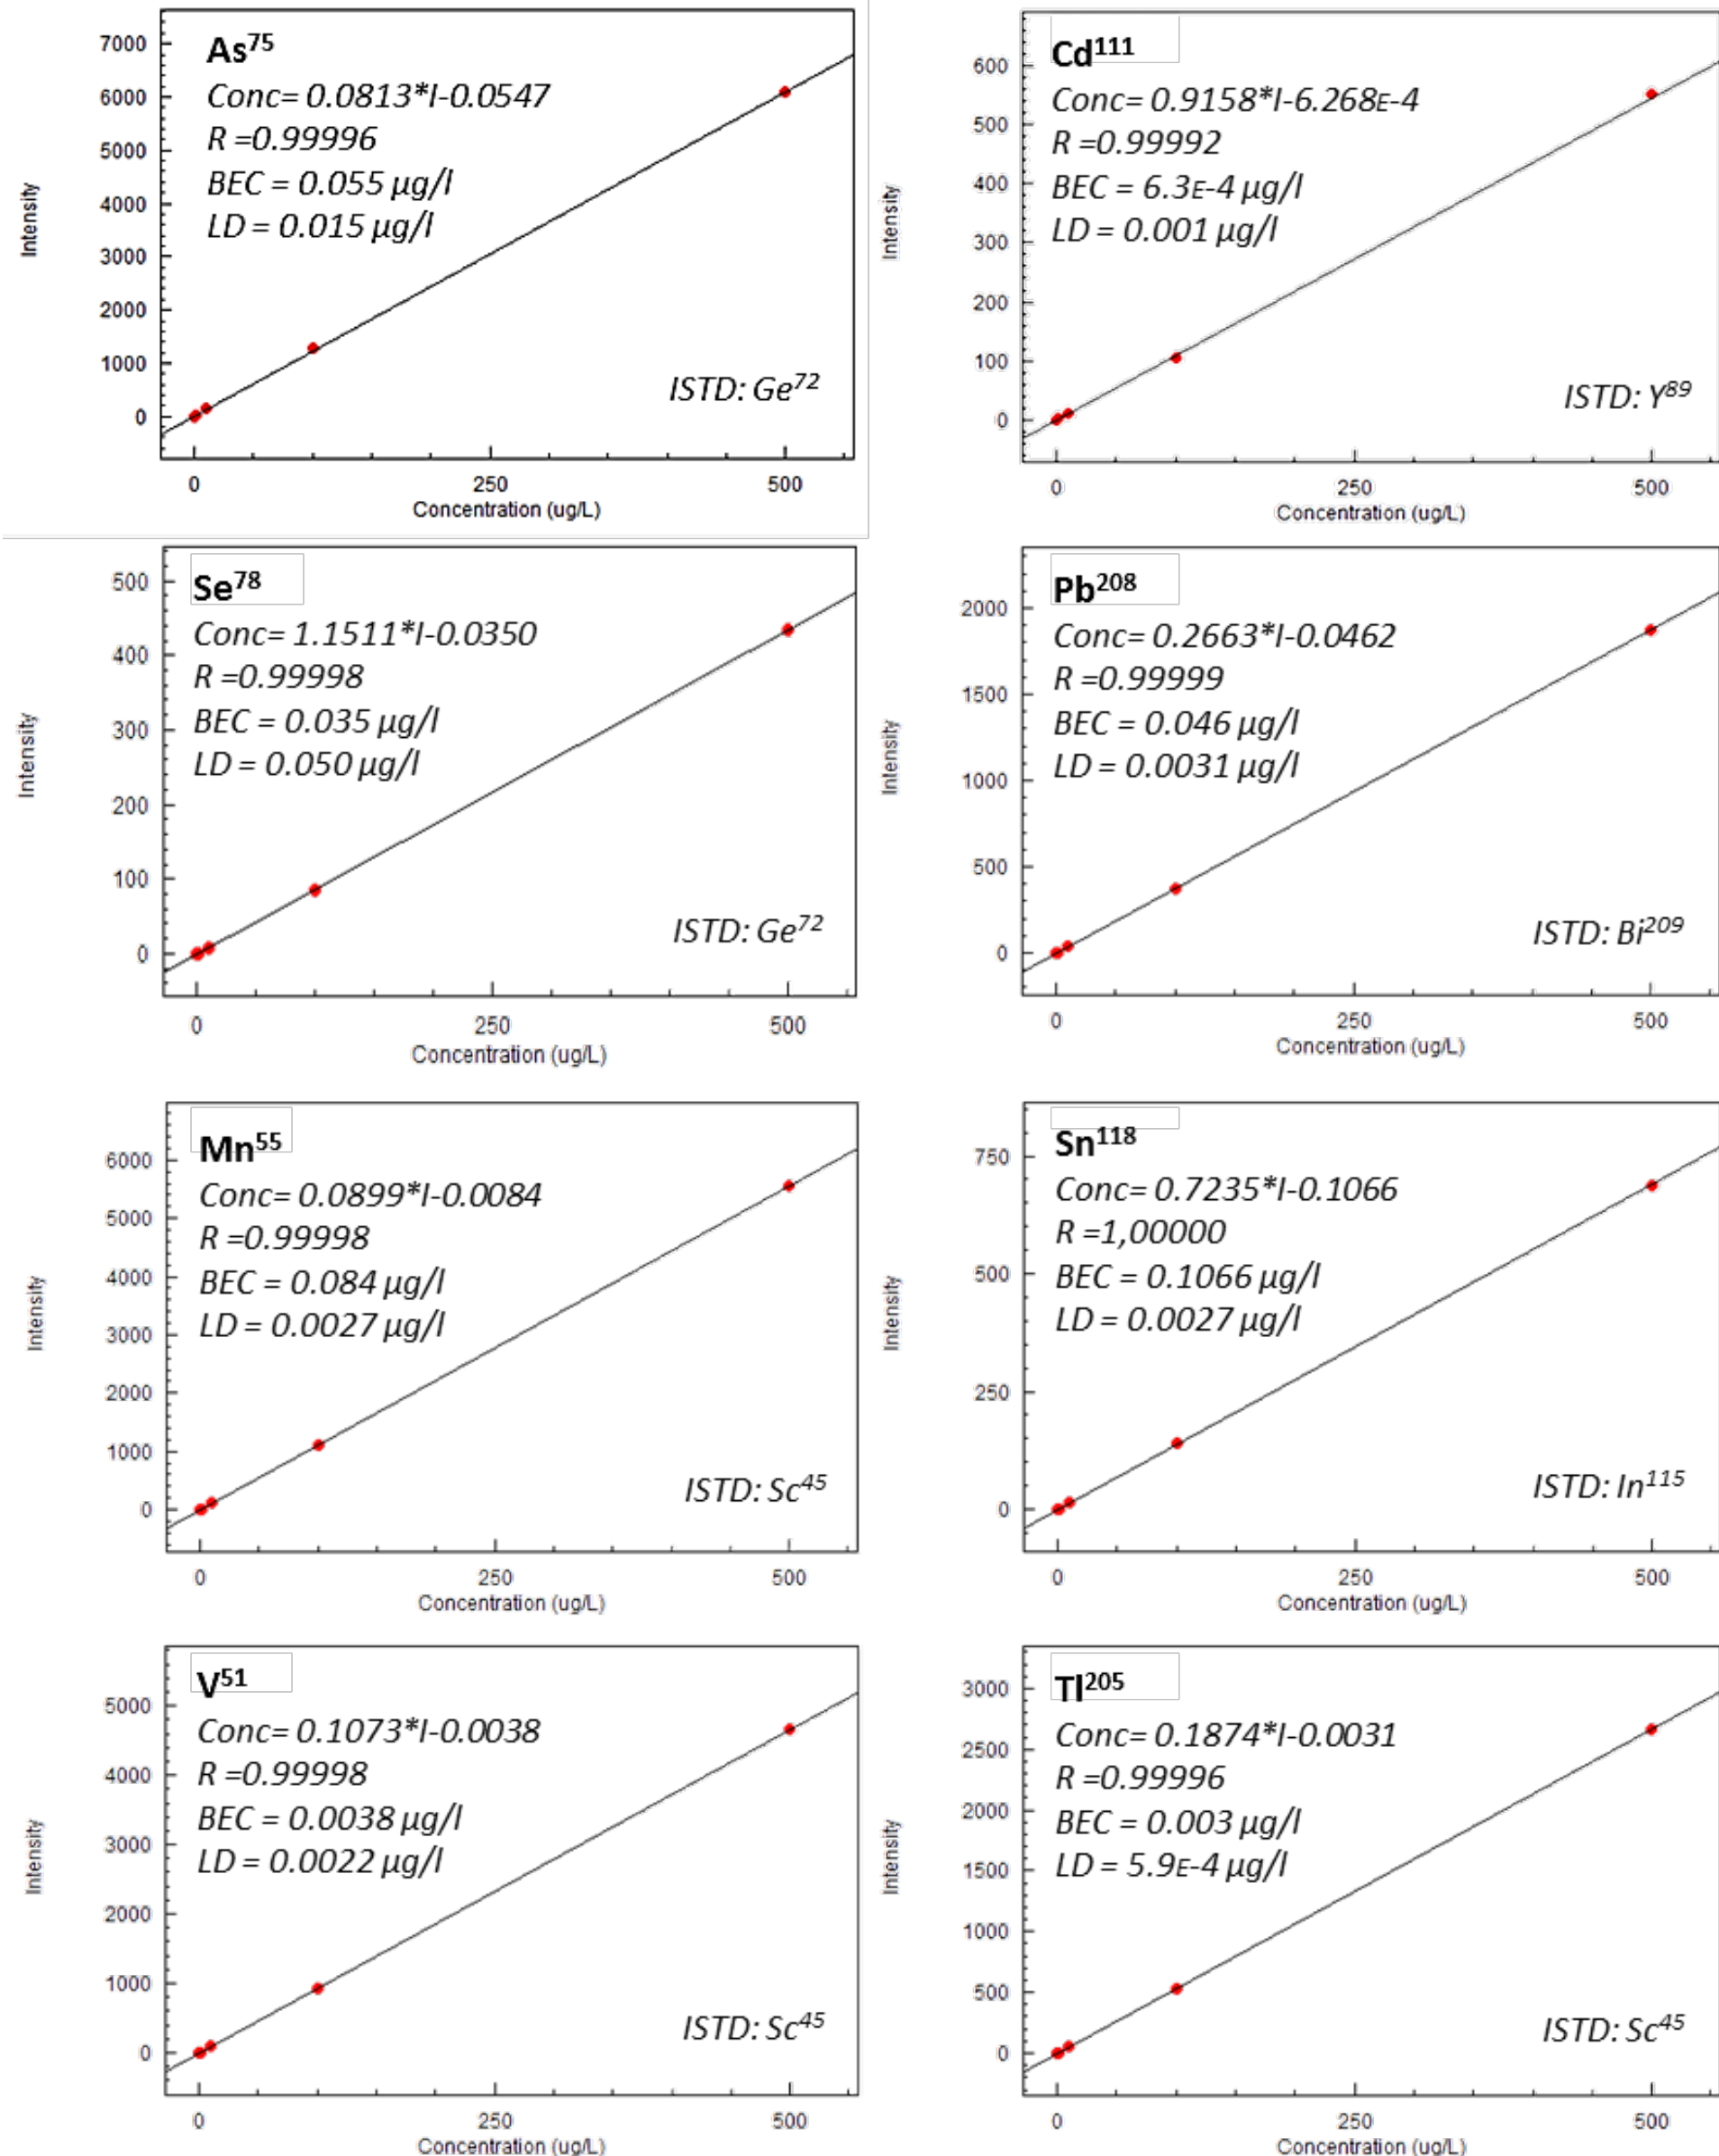 As75
Conc= 0.0813*I-0.0547
R =0.99996
BEC = 0.055 µg/l
LD = 0.015 µg/l
ISTD: Ge72
Intensity
7000
6000
5000
4000
3000
2000
1000
0
0 250 500
Concentration (ug/L)
Cd111
Conc= 0.9158*I-6.268E-4
R =0.99992
BEC = 6.3E-4 µg/l
LD = 0.001 µg/l
ISTD: Y89
Intensity
600
500
400
300
200
100
0
0 250 500
Concentration (ug/L)
Se78
Conc= 1.1511*I-0.0350
R =0.99998
BEC = 0.035 µg/l
LD = 0.050 µg/l
ISTD: Ge72
Intensity
500
400
300
200
100
0
0 250 500
Concentration (ug/L)
Pb208
Conc= 0.2663*I-0.0462
R =0.99999
BEC = 0.046 µg/l
LD = 0.0031 µg/l
ISTD: Bi209
Intensity
2000
1500
1000
500
0
0 250 500
Concentration (ug/L)
Mn55
Conc= 0.0899*I-0.0084
R =0.99998
BEC = 0.084 µg/l
LD = 0.0027 µg/l
ISTD: Sc45
Intensity
6000
5000
4000
3000
2000
1000
0
0 250 500
Concentration (ug/L)
Sn118
Conc= 0.7235*I-0.1066
R =1,00000
BEC = 0.1066 µg/l
LD = 0.0027 µg/l
ISTD: In115
Intensity
750
500
250
0
0 250 500
Concentration (ug/L)
V51
Conc= 0.1073*I-0.0038
R =0.99998
BEC = 0.0038 µg/l
LD = 0.0022 µg/l
ISTD: Sc45
Intensity
5000
4000
3000
2000
1000
0
0 250 500
Concentration (ug/L)
Tl205
Conc= 0.1874*I-0.0031
R =0.99996
BEC = 0.003 µg/l
LD = 5.9E-4 µg/l
ISTD: Sc45
Intensity
3000
2500
2000
1500
1000
500
0
0 250 500
Concentration (ug/L)